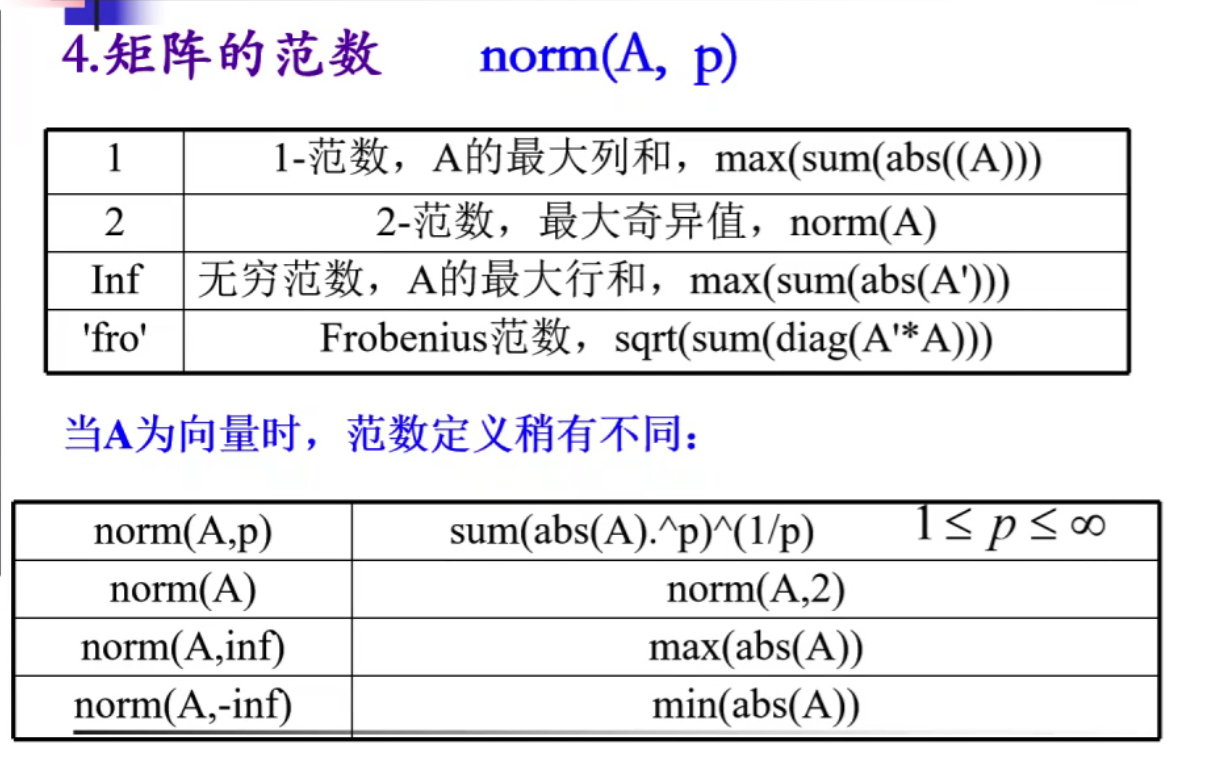 4.矩阵的范数 norm(A, p)
1 1-范数，A的最大列和，max(sum(abs((A)))
2 2-范数，最大奇异值，norm(A)
Inf 无穷范数，A的最大行和，max(sum(abs(A')))
'fro' Frobenius范数，sqrt(sum(diag(A'*A)))
当A为向量时，范数定义稍有不同：
norm(A,p) sum(abs(A).^p)^(1/p) 1 ≤ p ≤ ∞
norm(A) norm(A,2)
norm(A,inf) max(abs(A))
norm(A,-inf) min(abs(A))